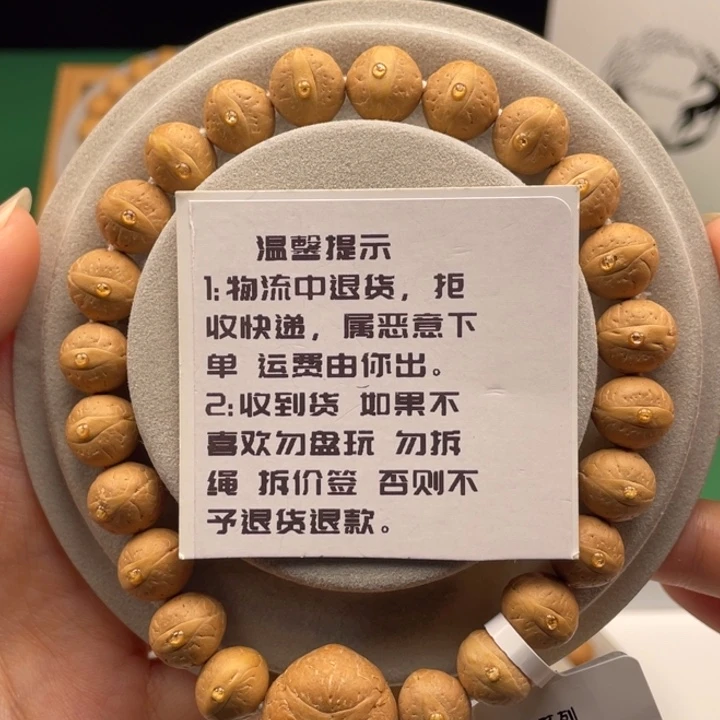 温馨提示
1:物流中退货，拒
收快递，属恶意下
单 运费由你出。
2:收到货 如果不
喜欢勿盘玩 勿拆
绳 拆价签 否则不
予退货退款。